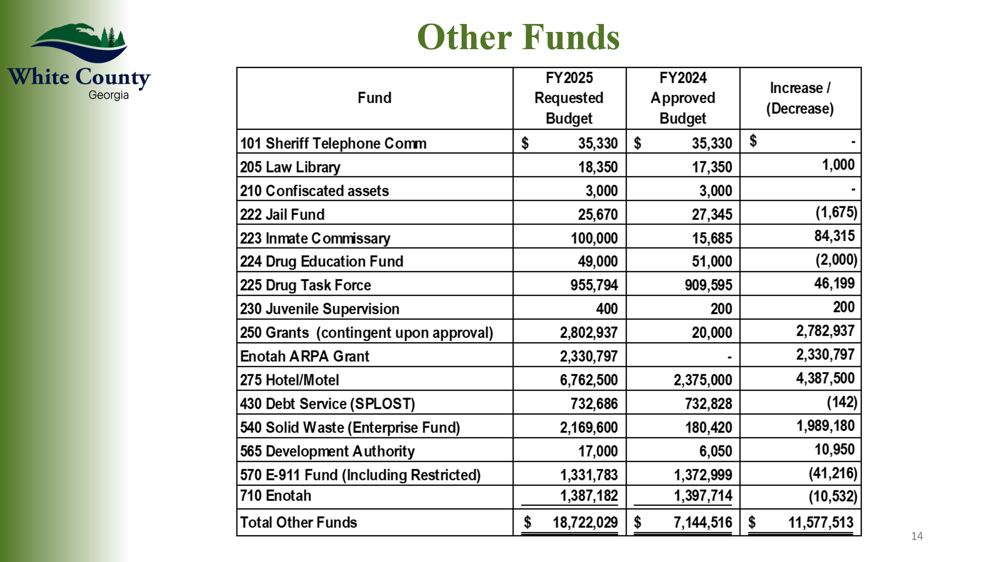 White County
Georgia
Other Funds
Fund FY2025 Requested Budget FY2024 Approved Budget Increase / (Decrease)
101 Sheriff Telephone Comm $ 35,330 $ 35,330 $ -
205 Law Library 18,350 17,350 1,000
210 Confiscated assets 3,000 3,000 -
222 Jail Fund 25,670 27,345 (1,675)
223 Inmate Commissary 100,000 15,685 84,315
224 Drug Education Fund 49,000 51,000 (2,000)
225 Drug Task Force 955,794 909,595 46,199
230 Juvenile Supervision 400 200 200
250 Grants (contingent upon approval) 2,802,937 20,000 2,782,937
Enotah ARPA Grant 2,330,797 - 2,330,797
275 Hotel/Motel 6,762,500 2,375,000 4,387,500
430 Debt Service (SPLOST) 732,686 732,828 (142)
540 Solid Waste (Enterprise Fund) 2,169,600 180,420 1,989,180
565 Development Authority 17,000 6,050 10,950
570 E-911 Fund (Including Restricted) 1,331,783 1,372,999 (41,216)
710 Enotah 1,387,182 1,397,714 (10,532)
Total Other Funds $ 18,722,029 $ 7,144,516 $ 11,577,513
14